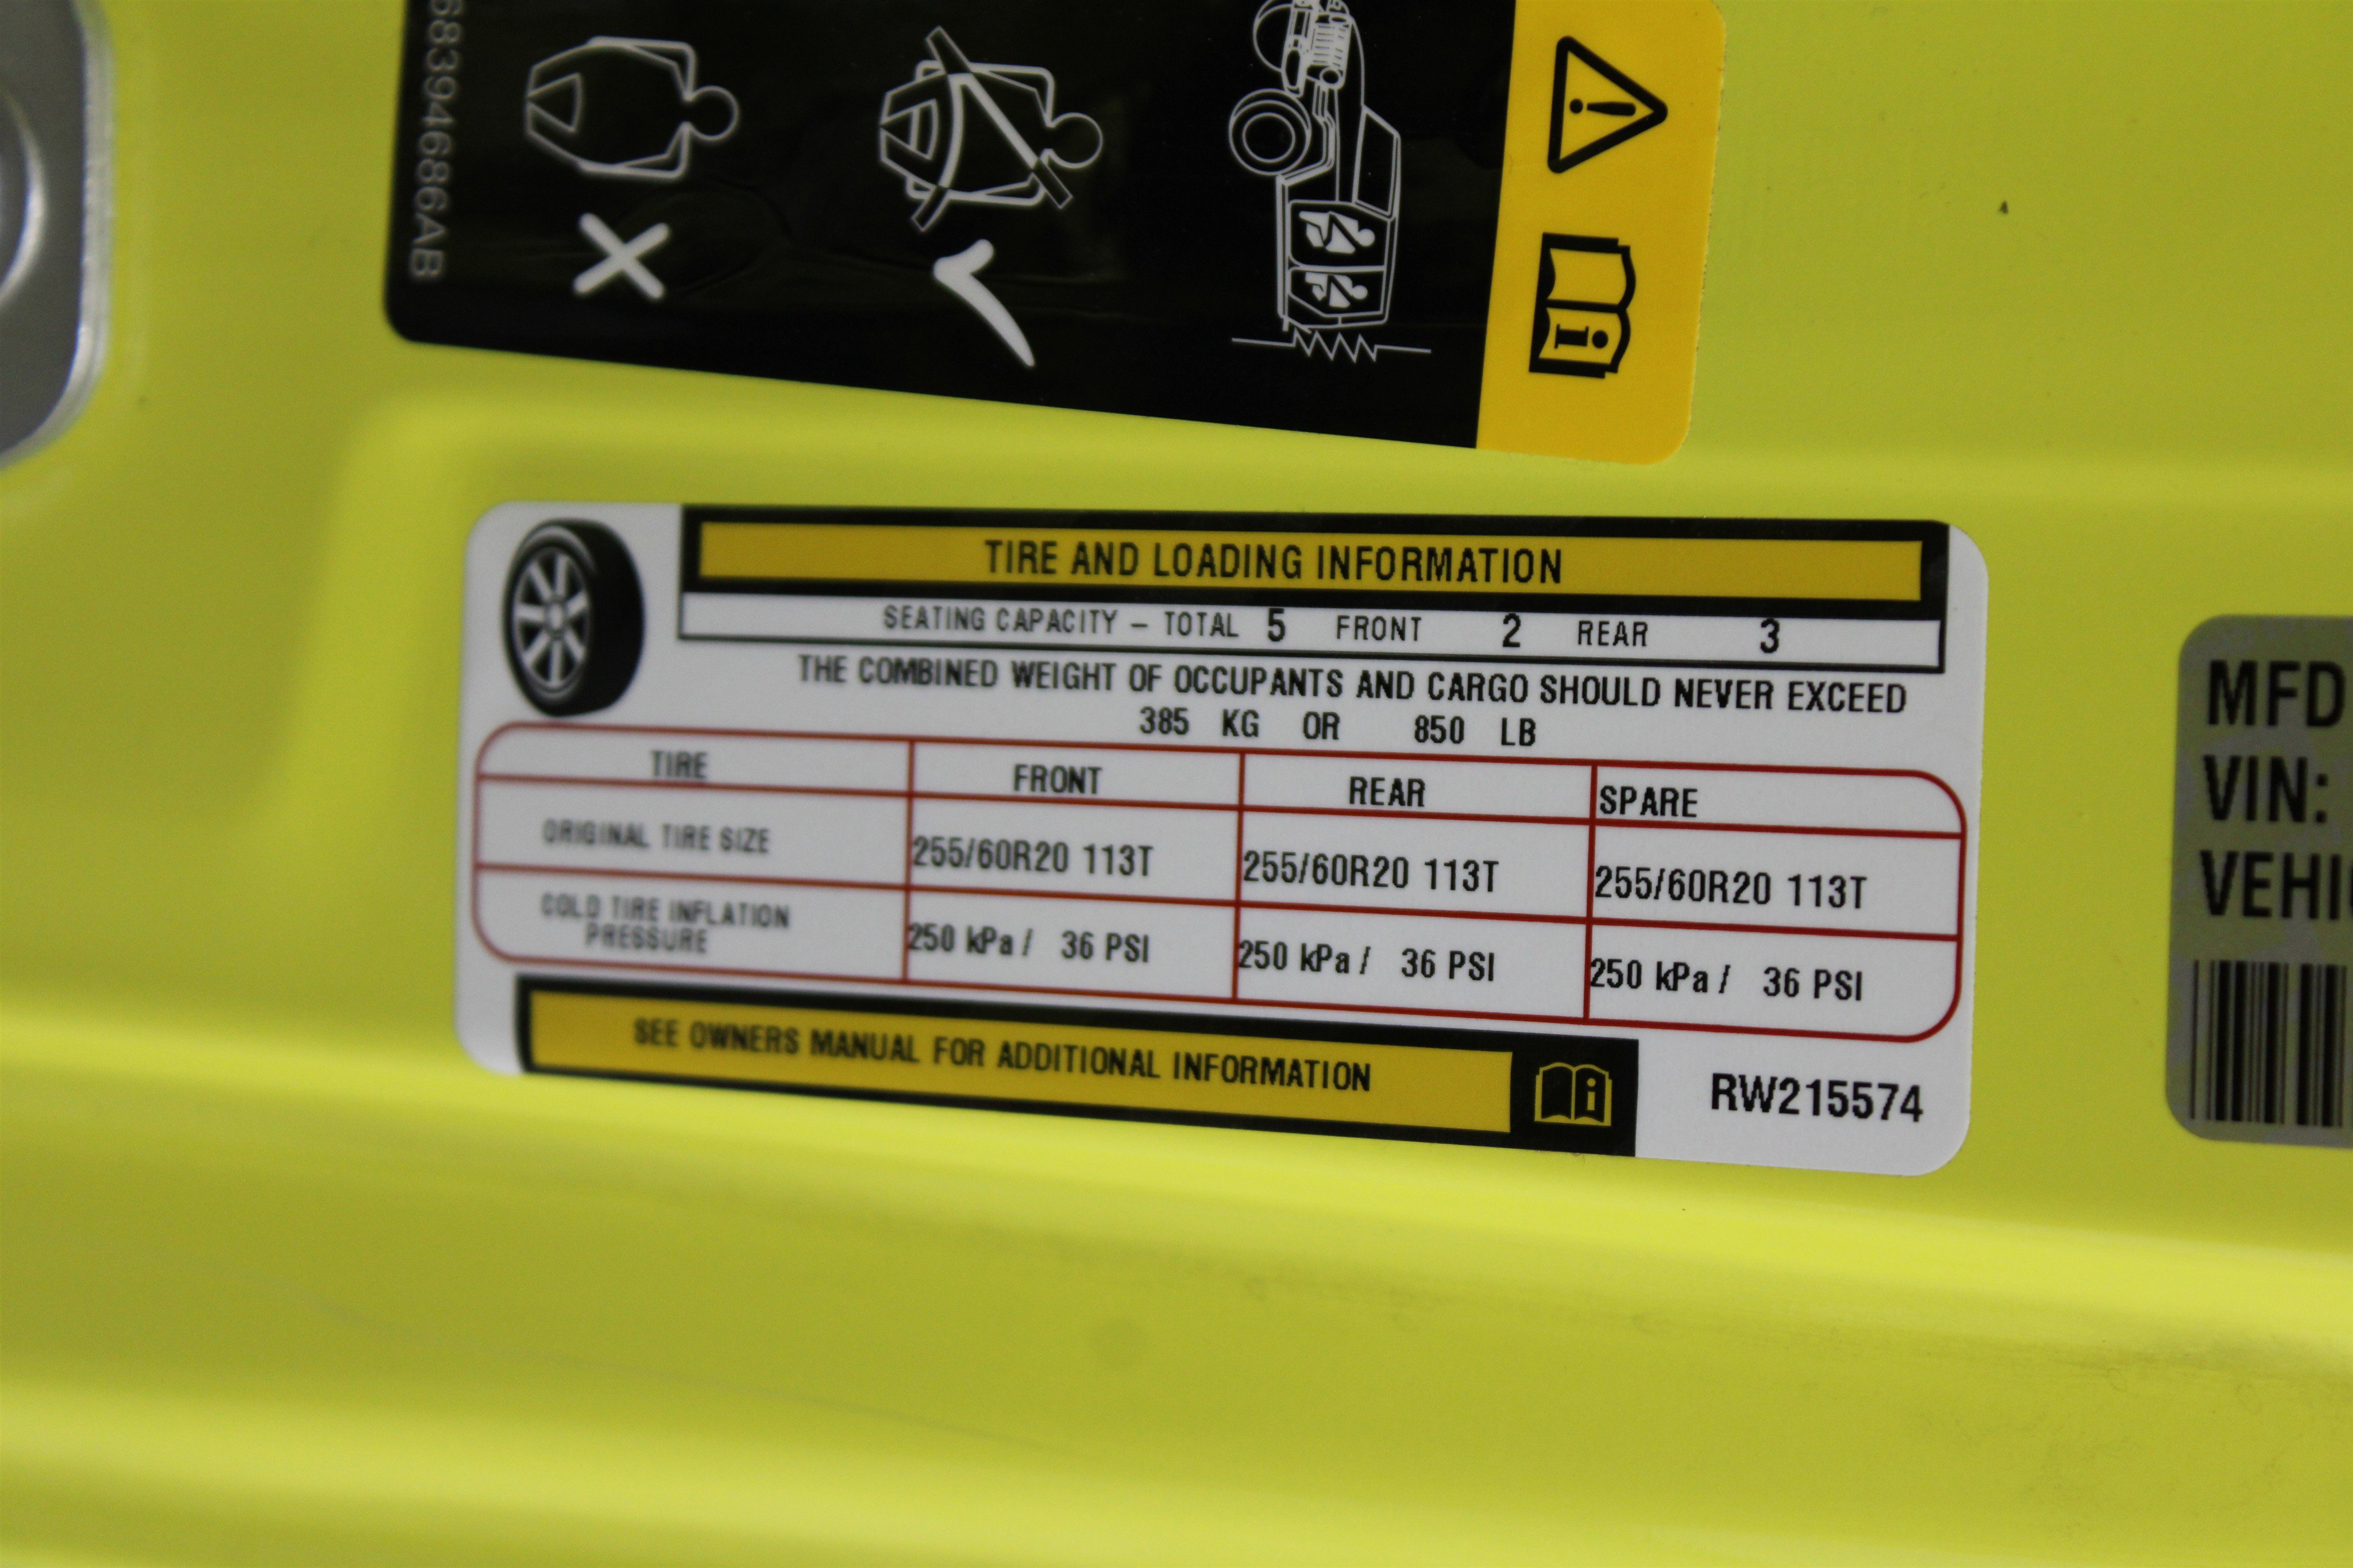 68394686AB
TIRE AND LOADING INFORMATION
SEATING CAPACITY – TOTAL 5 FRONT 2 REAR 3
THE COMBINED WEIGHT OF OCCUPANTS AND CARGO SHOULD NEVER EXCEED
385 KG OR 850 LB
TIRE FRONT REAR SPARE
ORIGINAL TIRE SIZE 255/60R20 113T 255/60R20 113T 255/60R20 113T
COLD TIRE INFLATION
PRESSURE 250 kPa / 36 PSI 250 kPa / 36 PSI 250 kPa / 36 PSI
SEE OWNERS MANUAL FOR ADDITIONAL INFORMATION
RW215574
MFD
VIN:
VEHI